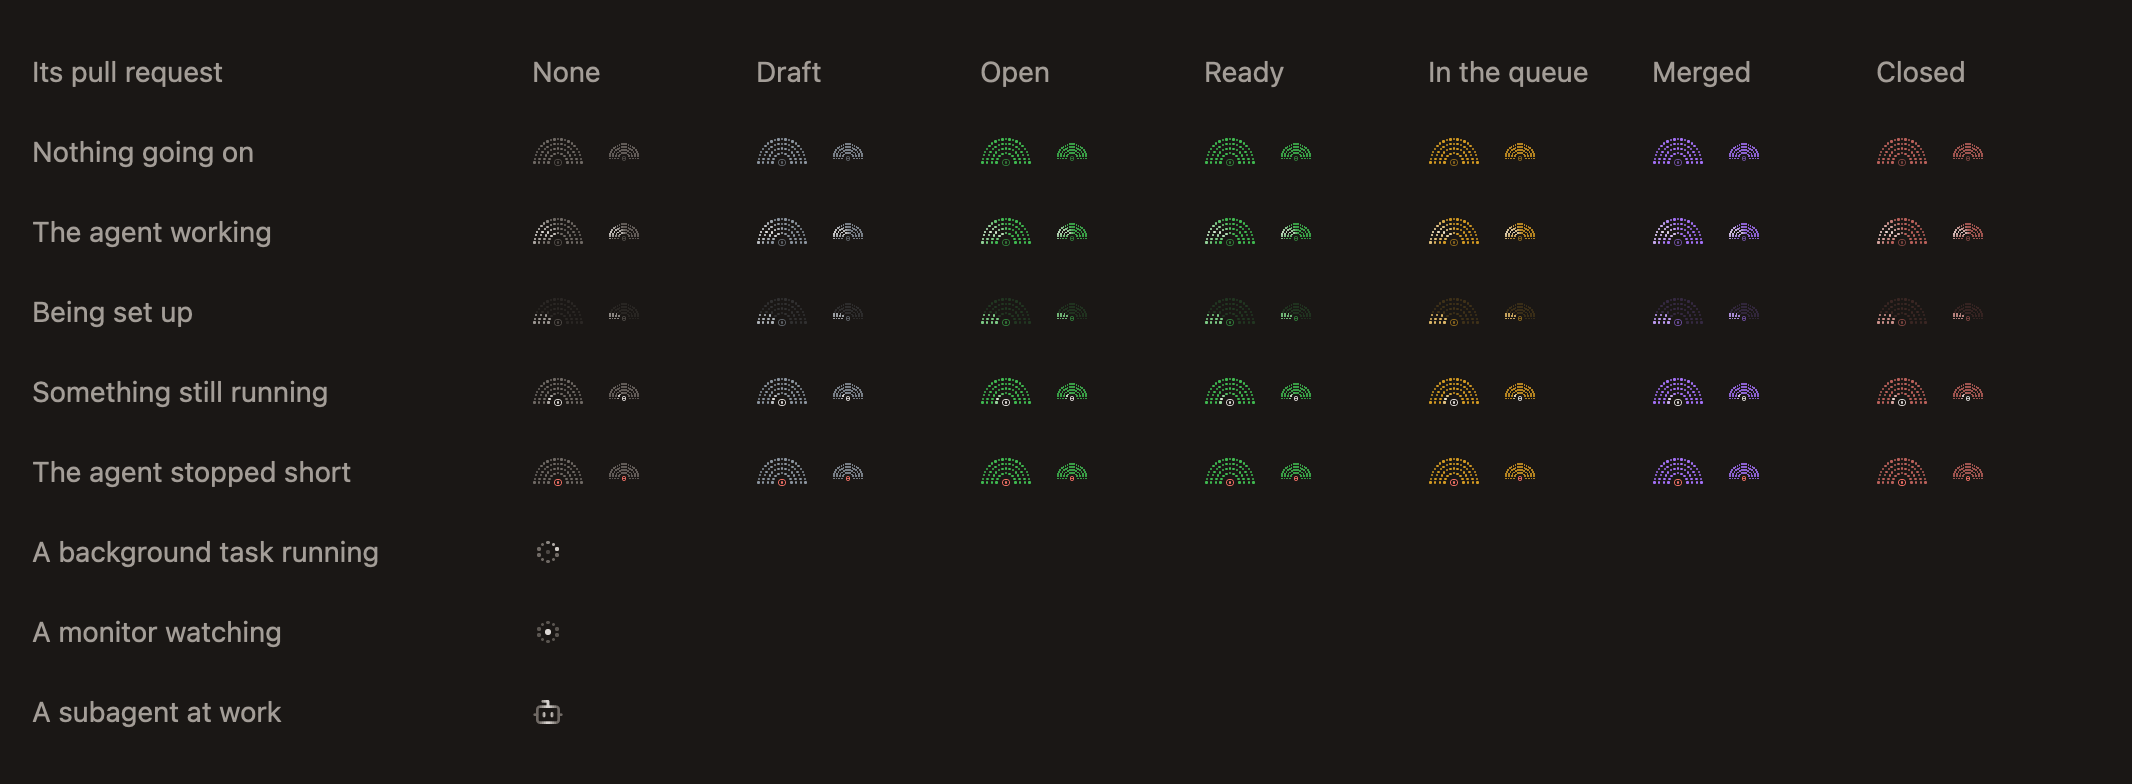 Its pull request None Draft Open Ready In the queue Merged Closed
Nothing going on
The agent working
Being set up
Something still running
The agent stopped short
A background task running
A monitor watching
A subagent at work